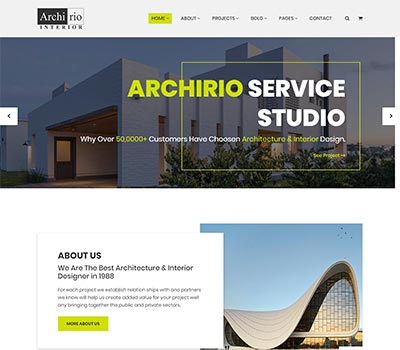 Archi rio
INTERIOR
HOME ABOUT PROJECTS BOLG PAGES CONTACT
ARCHIRIO SERVICE
STUDIO
Why Over 50,0000+ Customers Have Choosen Architecture & Interior Design.
See Project
ABOUT US
We Are The Best Architecture & Interior
Designer in 1988
For each project we establish relation ships with ano partners
we know will help us create added value for your project well
any bringing together the public and private sectors.
MORE ABOUT US